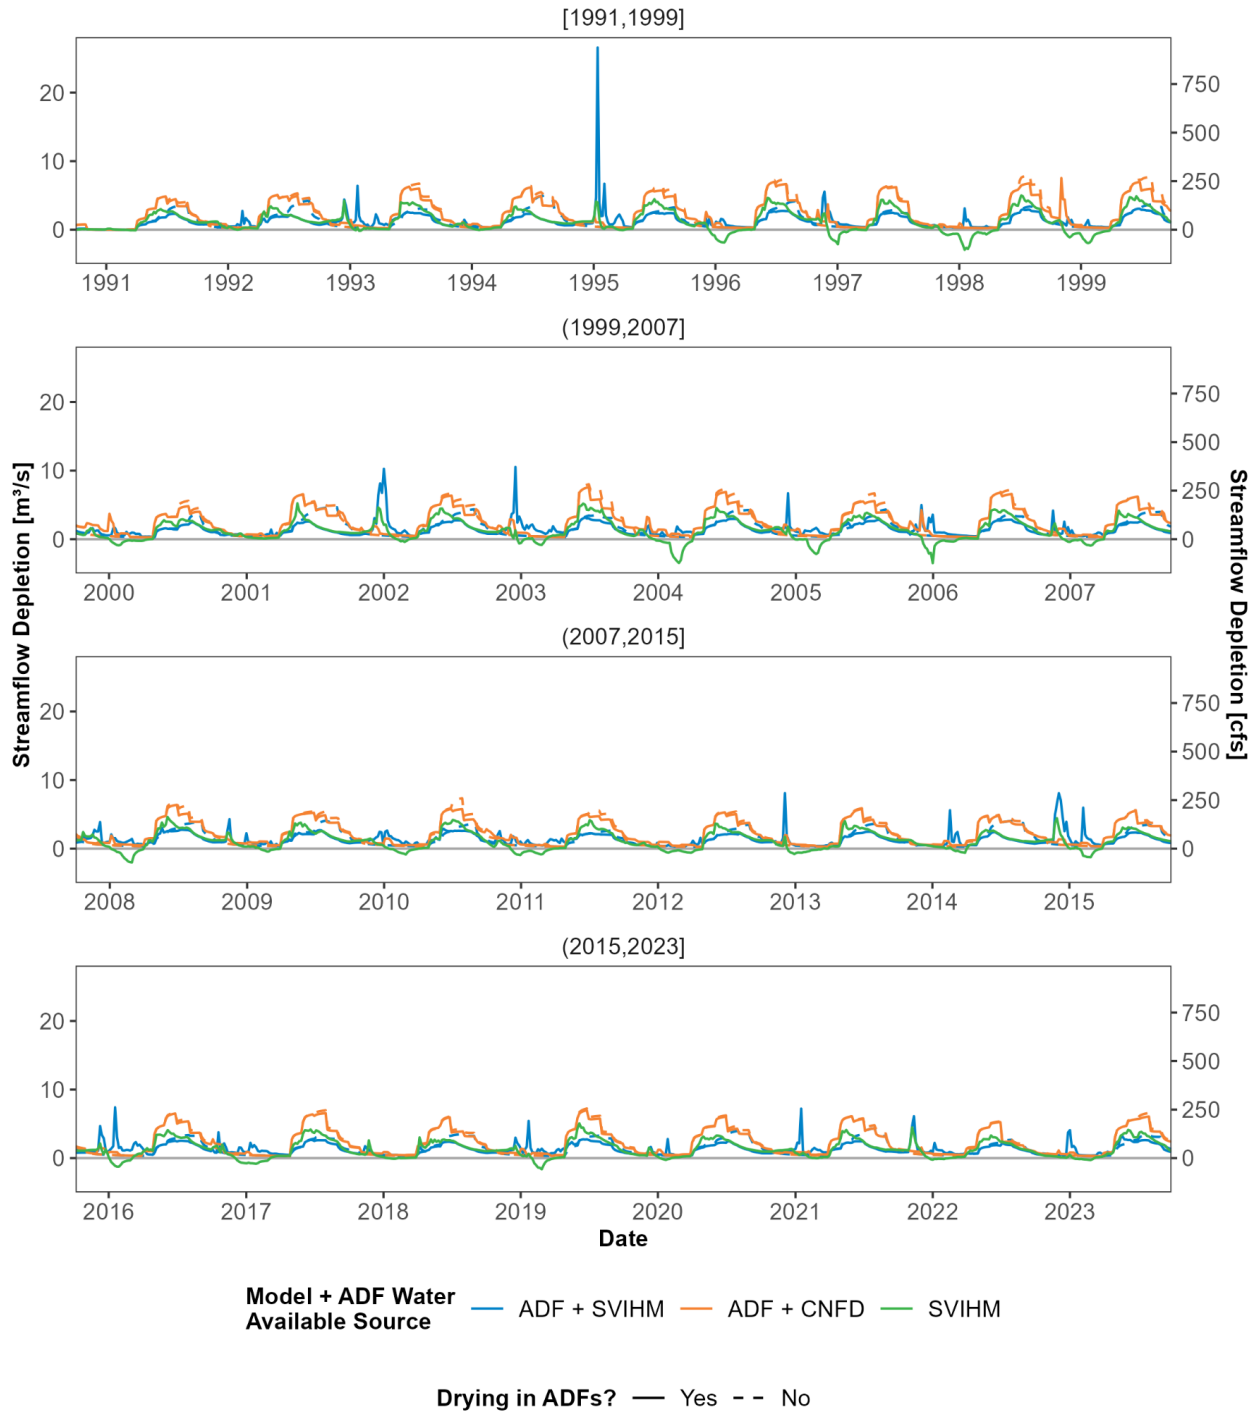 [1991,1999]
20
10
0
750
500
250
0
1991 1992 1993 1994 1995 1996 1997 1998 1999
(1999,2007]
20
10
0
750
500
250
0
2000 2001 2002 2003 2004 2005 2006 2007
Streamflow Depletion [m³/s]
Streamflow Depletion [cfs]
(2007,2015]
20
10
0
750
500
250
0
2008 2009 2010 2011 2012 2013 2014 2015
(2015,2023]
20
10
0
750
500
250
0
2016 2017 2018 2019 2020 2021 2022 2023
Date
Model + ADF Water
Available Source
ADF + SVIHM ADF + CNFD SVIHM
Drying in ADFs? Yes No